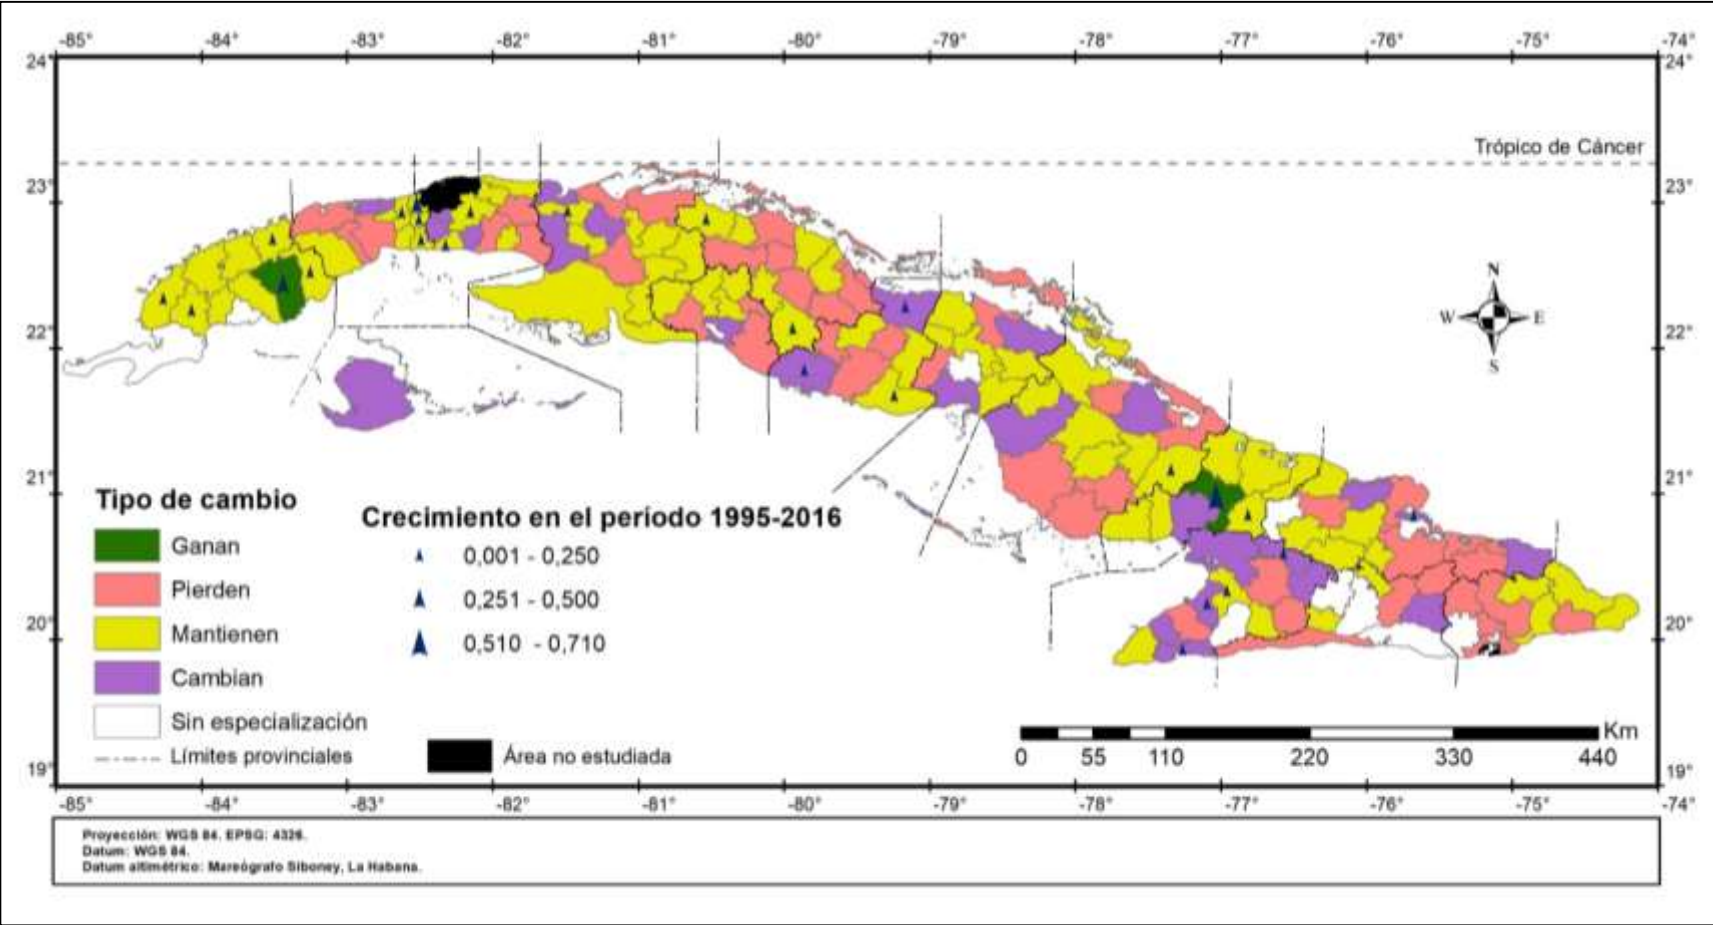 -85° -84° -83° -82° -81° -80° -79° -78° -77° -76° -75° -74°
24° 24°
Trópico de Cáncer
23° 23°
N
W E
S
22° 22°
21° 21°
Tipo de cambio
Ganan
Pierden
Mantienen
Cambian
Sin especialización
Límites provinciales
Crecimiento en el período 1995-2016
0,001 - 0,250
0,251 - 0,500
0,510 - 0,710
Área no estudiada
20° 20°
Km
0 55 110 220 330 440
19° 19°
-85° -84° -83° -82° -81° -80° -79° -78° -77° -76° -75° -74°
Proyección: WGS 84. EPSG: 4326.
Datum: WGS 84.
Datum altimétrico: Mareógrafo Siboney, La Habana.